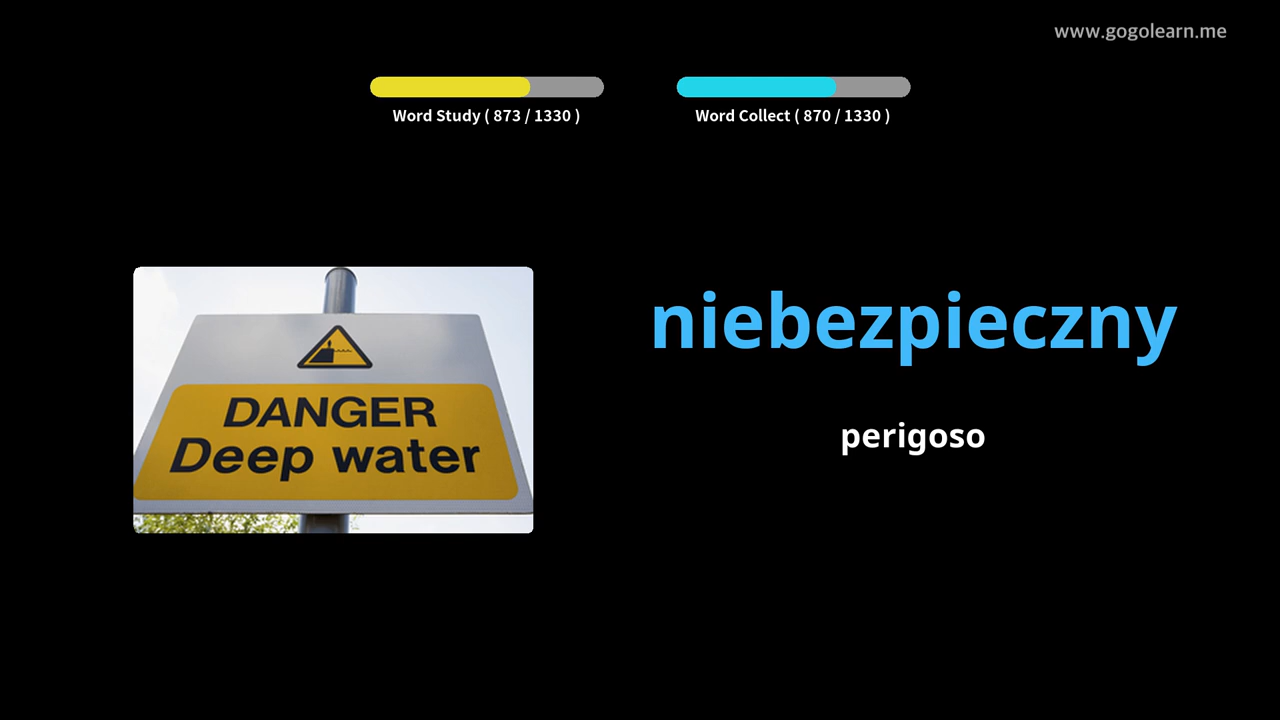 www.gogolearn.me
Word Study ( 873 / 1330 )
Word Collect ( 870 / 1330 )
DANGER
Deep water
niebezpieczny
perigoso